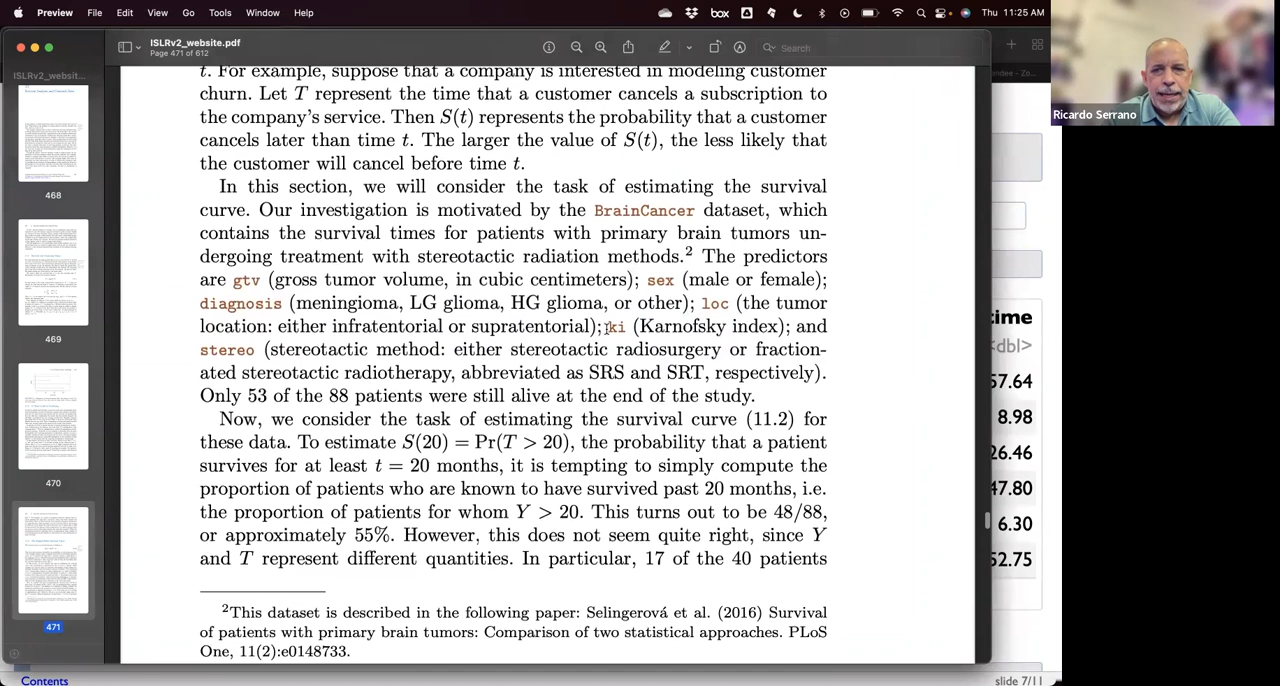 Preview File Edit View Go Tools Window Help
box
Thu 11:25 AM
ISLRv2_website.pdf
Page 471 of 612
Search
ISLRv2_websit...
468
469
470
471
t. For example, suppose that a company is interested in modeling customer
churn. Let T represent the time that a customer cancels a subscription to
the company's service. Then S(t) represents the probability that a customer
cancels later than time t. The larger the value of S(t), the less likely that
the customer will cancel before time t.
In this section, we will consider the task of estimating the survival
curve. Our investigation is motivated by the BrainCancer dataset, which
contains the survival times for patients with primary brain tumors un-
dergoing treatment with stereotactic radiation methods.² The predictors
are gtv (gross tumor volume, in cubic centimeters); sex (male or female);
diagnosis (meningioma, LG glioma, HG glioma, or other); loc (the tumor
location: either infratentorial or supratentorial); ki (Karnofsky index); and
stereo (stereotactic method: either stereotactic radiosurgery or fraction-
ated stereotactic radiotherapy, abbreviated as SRS and SRT, respectively).
Only 53 of the 88 patients were still alive at the end of the study.
Now, we consider the task of estimating the survival curve (11.2) for
these data. To estimate S(20) = Pr(T > 20), the probability that a patient
survives for at least t = 20 months, it is tempting to simply compute the
proportion of patients who are known to have survived past 20 months, i.e.
the proportion of patients for whom Y > 20. This turns out to be 48/88,
or approximately 55%. However, this does not seem quite right, since Y
and T represent different quantities. In particular, 17 of the 40 patients
²This dataset is described in the following paper: Selingerová et al. (2016) Survival
of patients with primary brain tumors: Comparison of two statistical approaches. PLoS
One, 11(2):e0148733.
time
<dbl>
57.64
8.98
26.46
47.80
6.30
52.75
Contents
slide 7/11
Ricardo Serrano